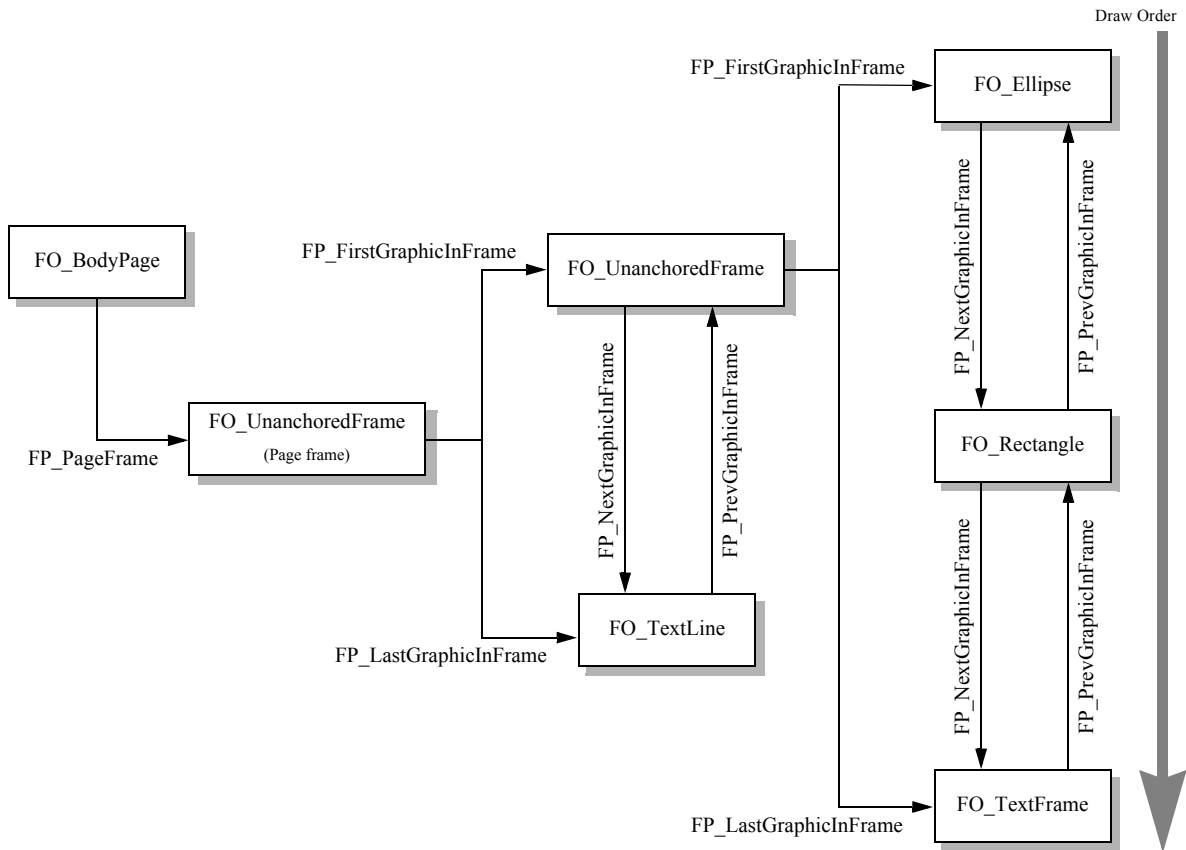 Draw Order
FP_FirstGraphicInFrame
FO_Ellipse
FP_NextGraphicInFrame
FP_PrevGraphicInFrame
FO_BodyPage
FP_FirstGraphicInFrame
FO_UnanchoredFrame
FO_UnanchoredFrame
(Page frame)
FP_PageFrame
FP_NextGraphicInFrame
FP_PrevGraphicInFrame
FO_Rectangle
FO_TextLine
FP_LastGraphicInFrame
FP_NextGraphicInFrame
FP_PrevGraphicInFrame
FO_TextFrame
FP_LastGraphicInFrame